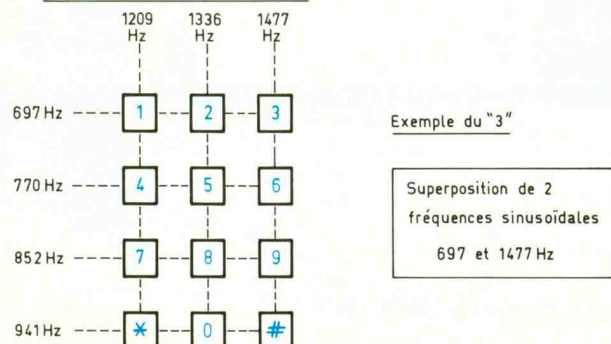 1209 1336 1477
Hz Hz Hz
697 Hz 1 2 3
770 Hz 4 5 6
852 Hz 7 8 9
941 Hz * 0 #
Exemple du "3"
Superposition de 2
fréquences sinusoïdales
697 et 1477 Hz